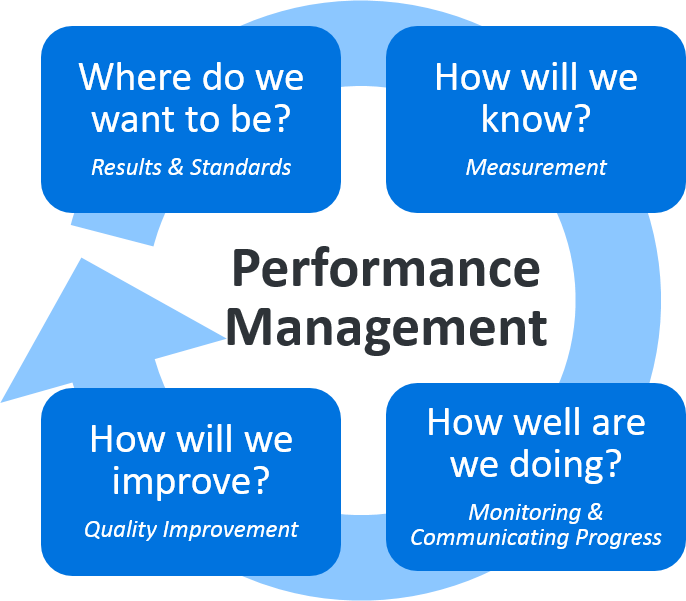 Where do we
want to be?
Results & Standards
How will we
know?
Measurement
Performance
Management
How will we
improve?
Quality Improvement
How well are
we doing?
Monitoring &
Communicating Progress